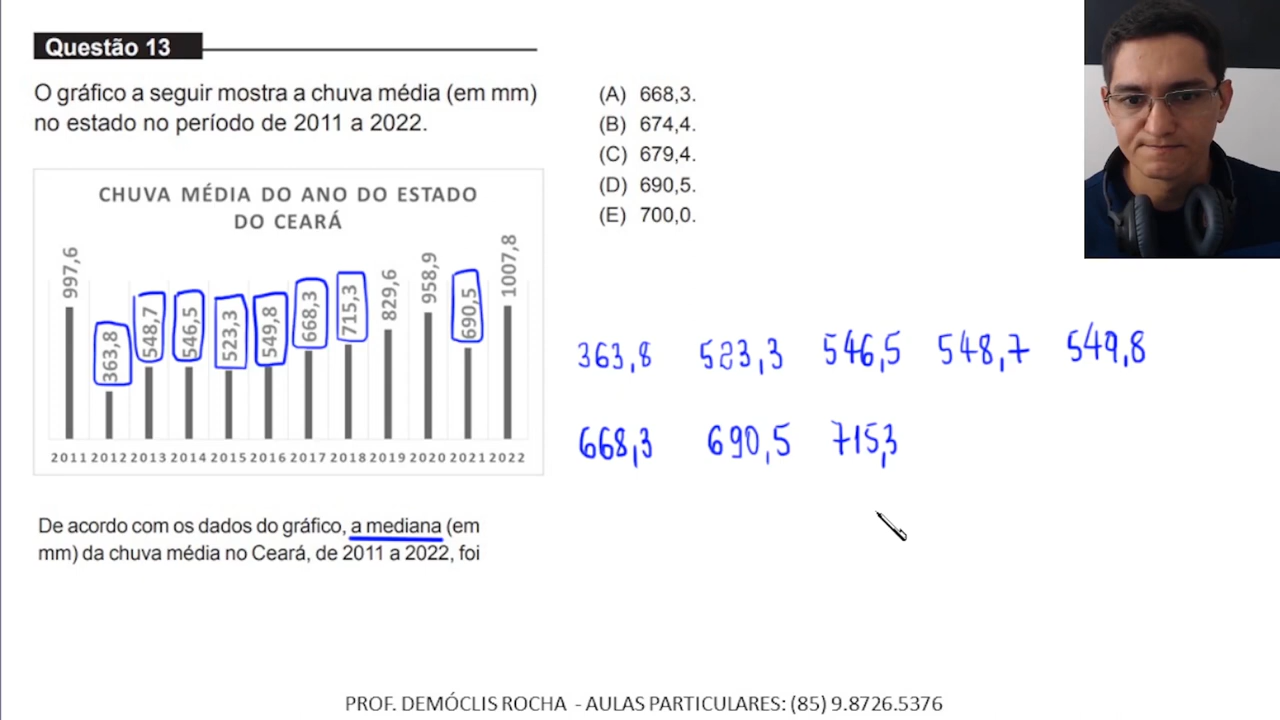 Questão 13
O gráfico a seguir mostra a chuva média (em mm)
no estado no período de 2011 a 2022.
CHUVA MÉDIA DO ANO DO ESTADO
DO CEARÁ
997,6
363,8
548,7
546,5
523,3
549,8
668,3
715,3
829,6
958,9
690,5
1007,8
2011 2012 2013 2014 2015 2016 2017 2018 2019 2020 2021 2022
De acordo com os dados do gráfico, a mediana (em
mm) da chuva média no Ceará, de 2011 a 2022, foi
(A) 668,3.
(B) 674,4.
(C) 679,4.
(D) 690,5.
(E) 700,0.
363,8 523,3 546,5 548,7 549,8
668,3 690,5 715,3
PROF. DEMÓCLIS ROCHA - AULAS PARTICULARES: (85) 9.8726.5376